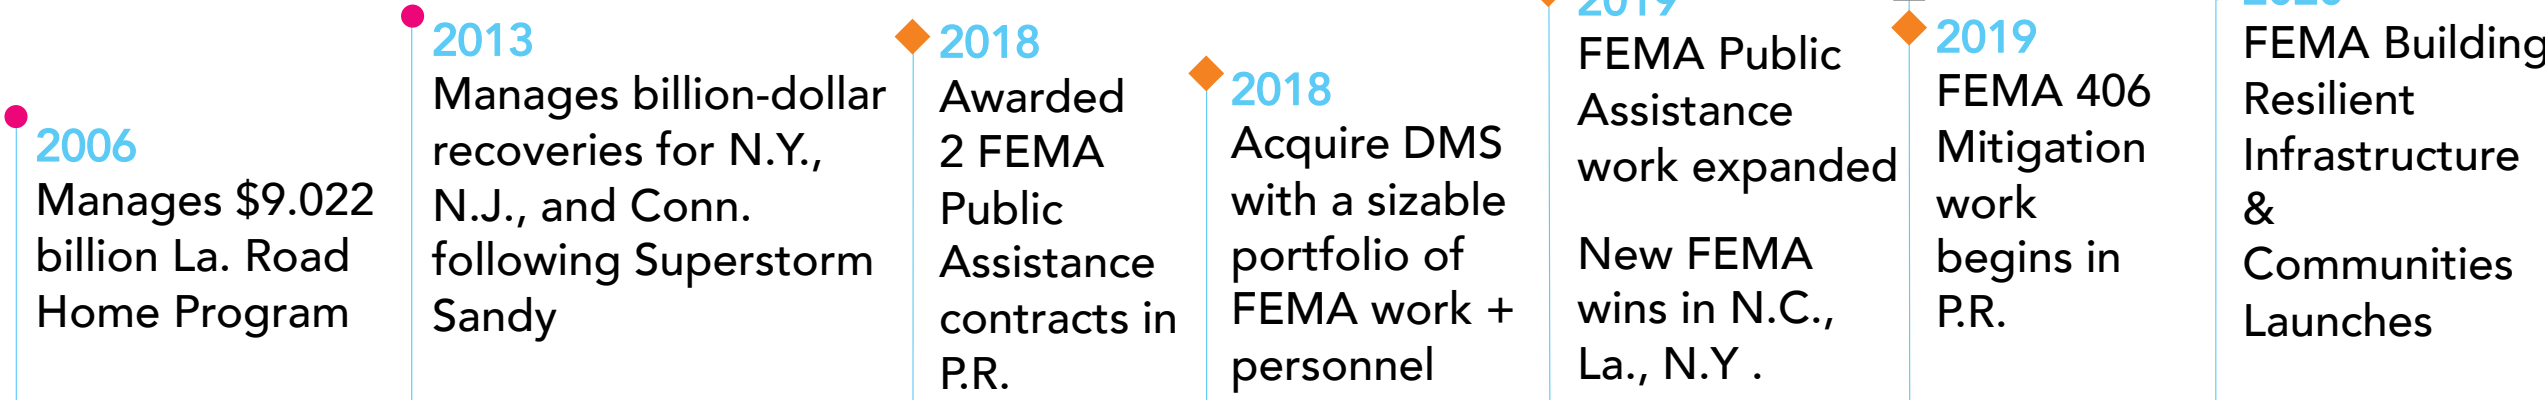 2006
Manages $9.022
billion La. Road
Home Program
2013
Manages billion-dollar
recoveries for N.Y.,
N.J., and Conn.
following Superstorm
Sandy
2018
Awarded
2 FEMA
Public
Assistance
contracts in
P.R.
2018
Acquire DMS
with a sizable
portfolio of
FEMA work +
personnel
2019
FEMA Public
Assistance
work expanded
New FEMA
wins in N.C.,
La., N.Y .
2019
FEMA 406
Mitigation
work
begins in
P.R.
FEMA Building
Resilient
Infrastructure
&
Communities
Launches